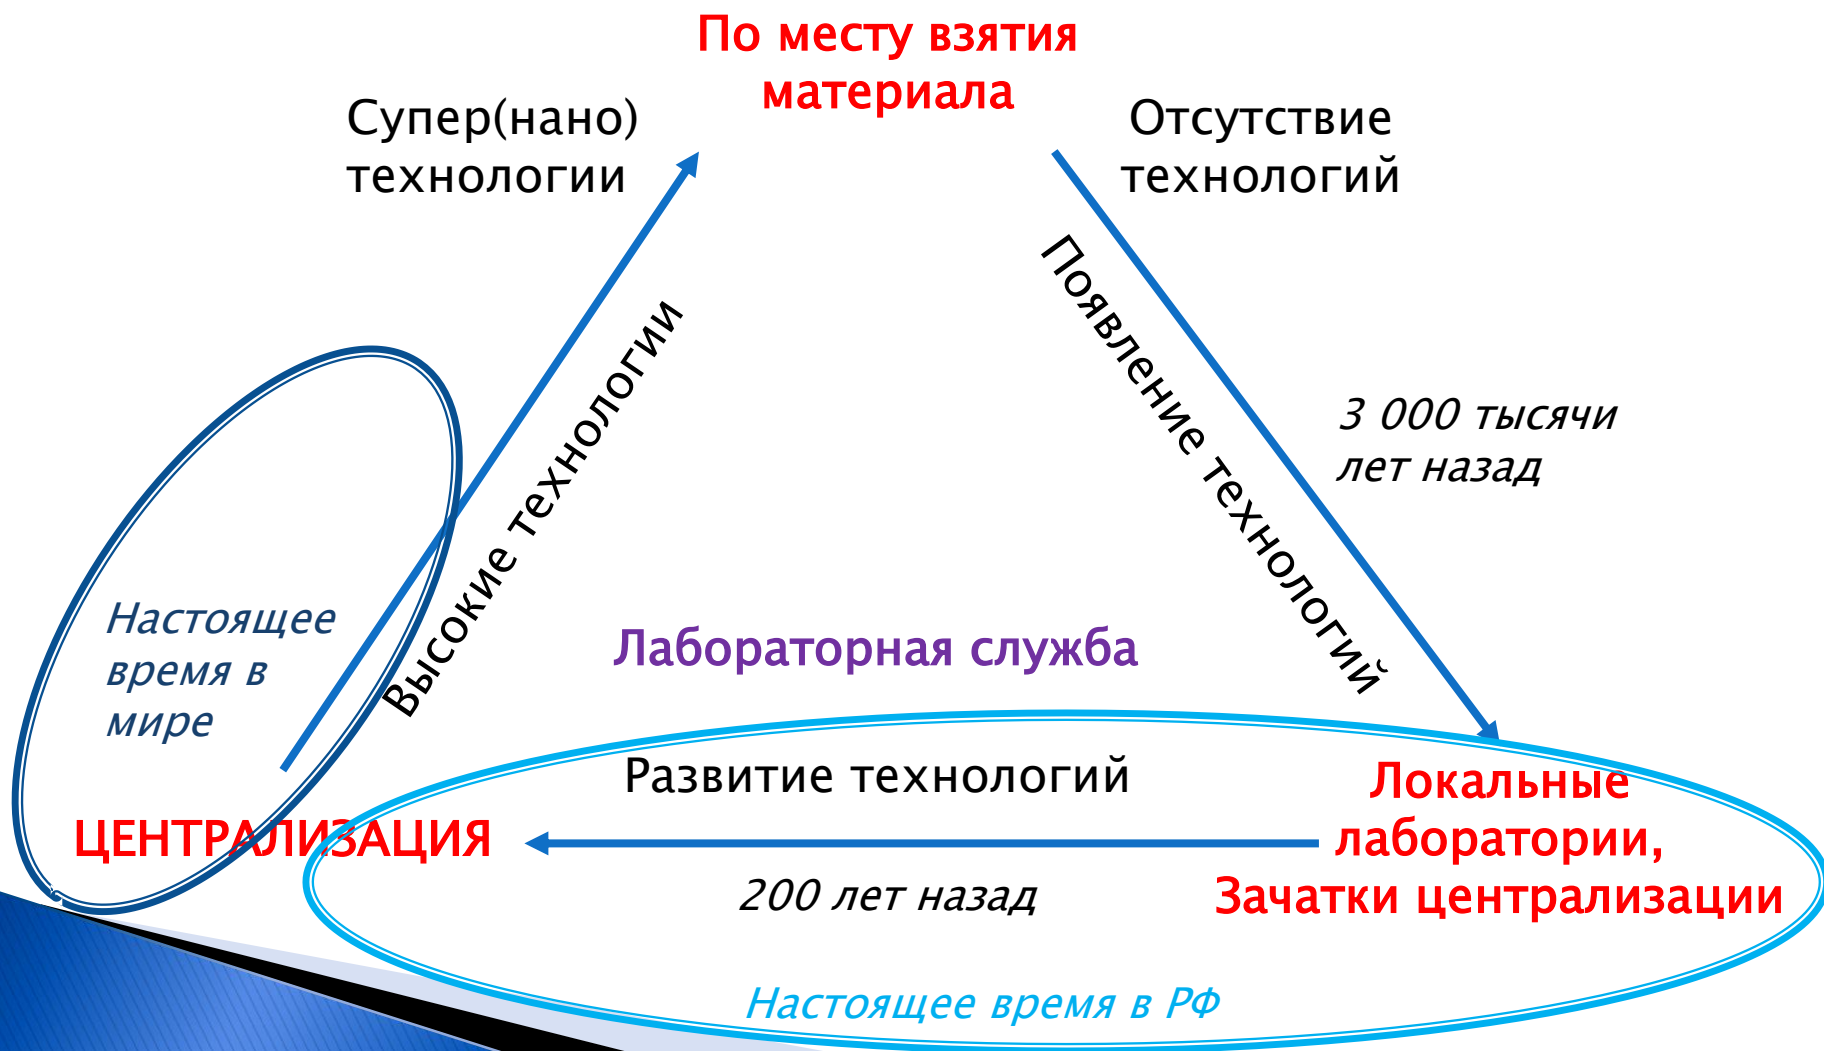 По месту взятия
материала
Супер(нано)
технологии
Отсутствие
технологий
Высокие технологии
Появление технологий
3 000 тысячи
лет назад
Настоящее
время в
мире
Лабораторная служба
Развитие технологий
ЦЕНТРАЛИЗАЦИЯ
Локальные
лаборатории,
Зачатки централизации
200 лет назад
Настоящее время в РФ